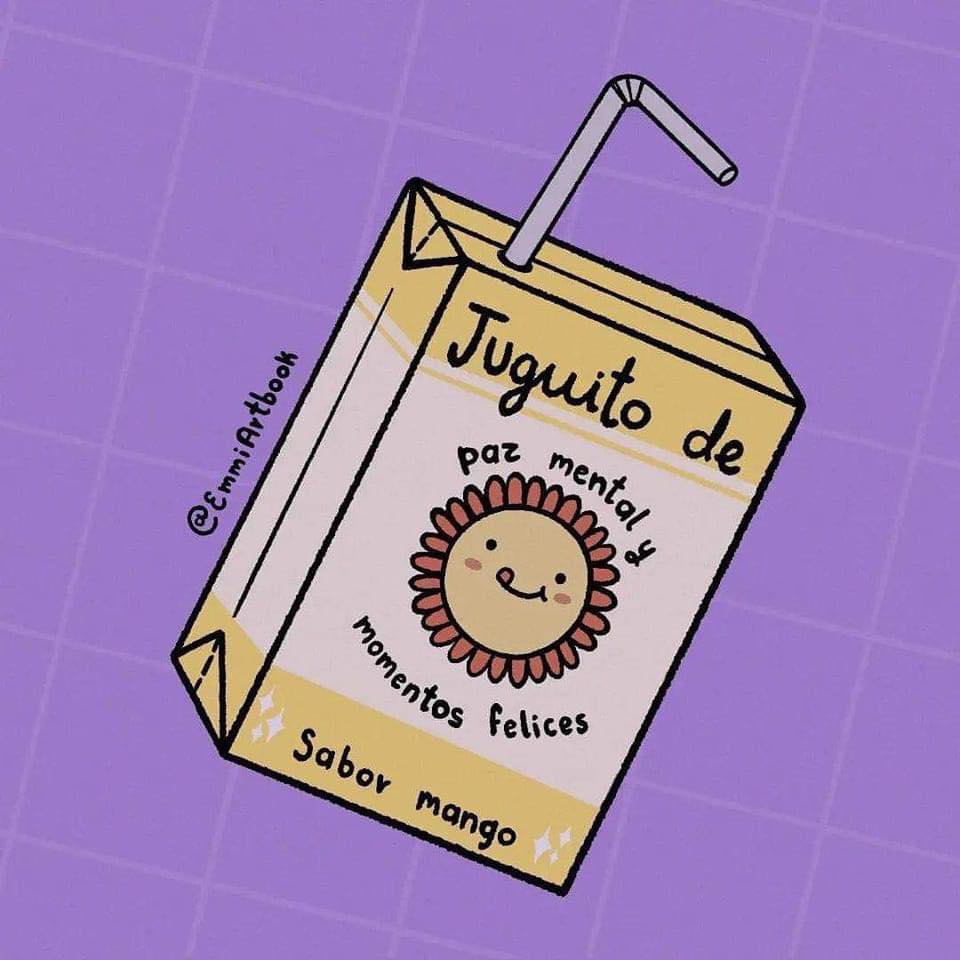 Juguito de
paz mental y
momentos felices
Sabor mango
@EmmiArtbook